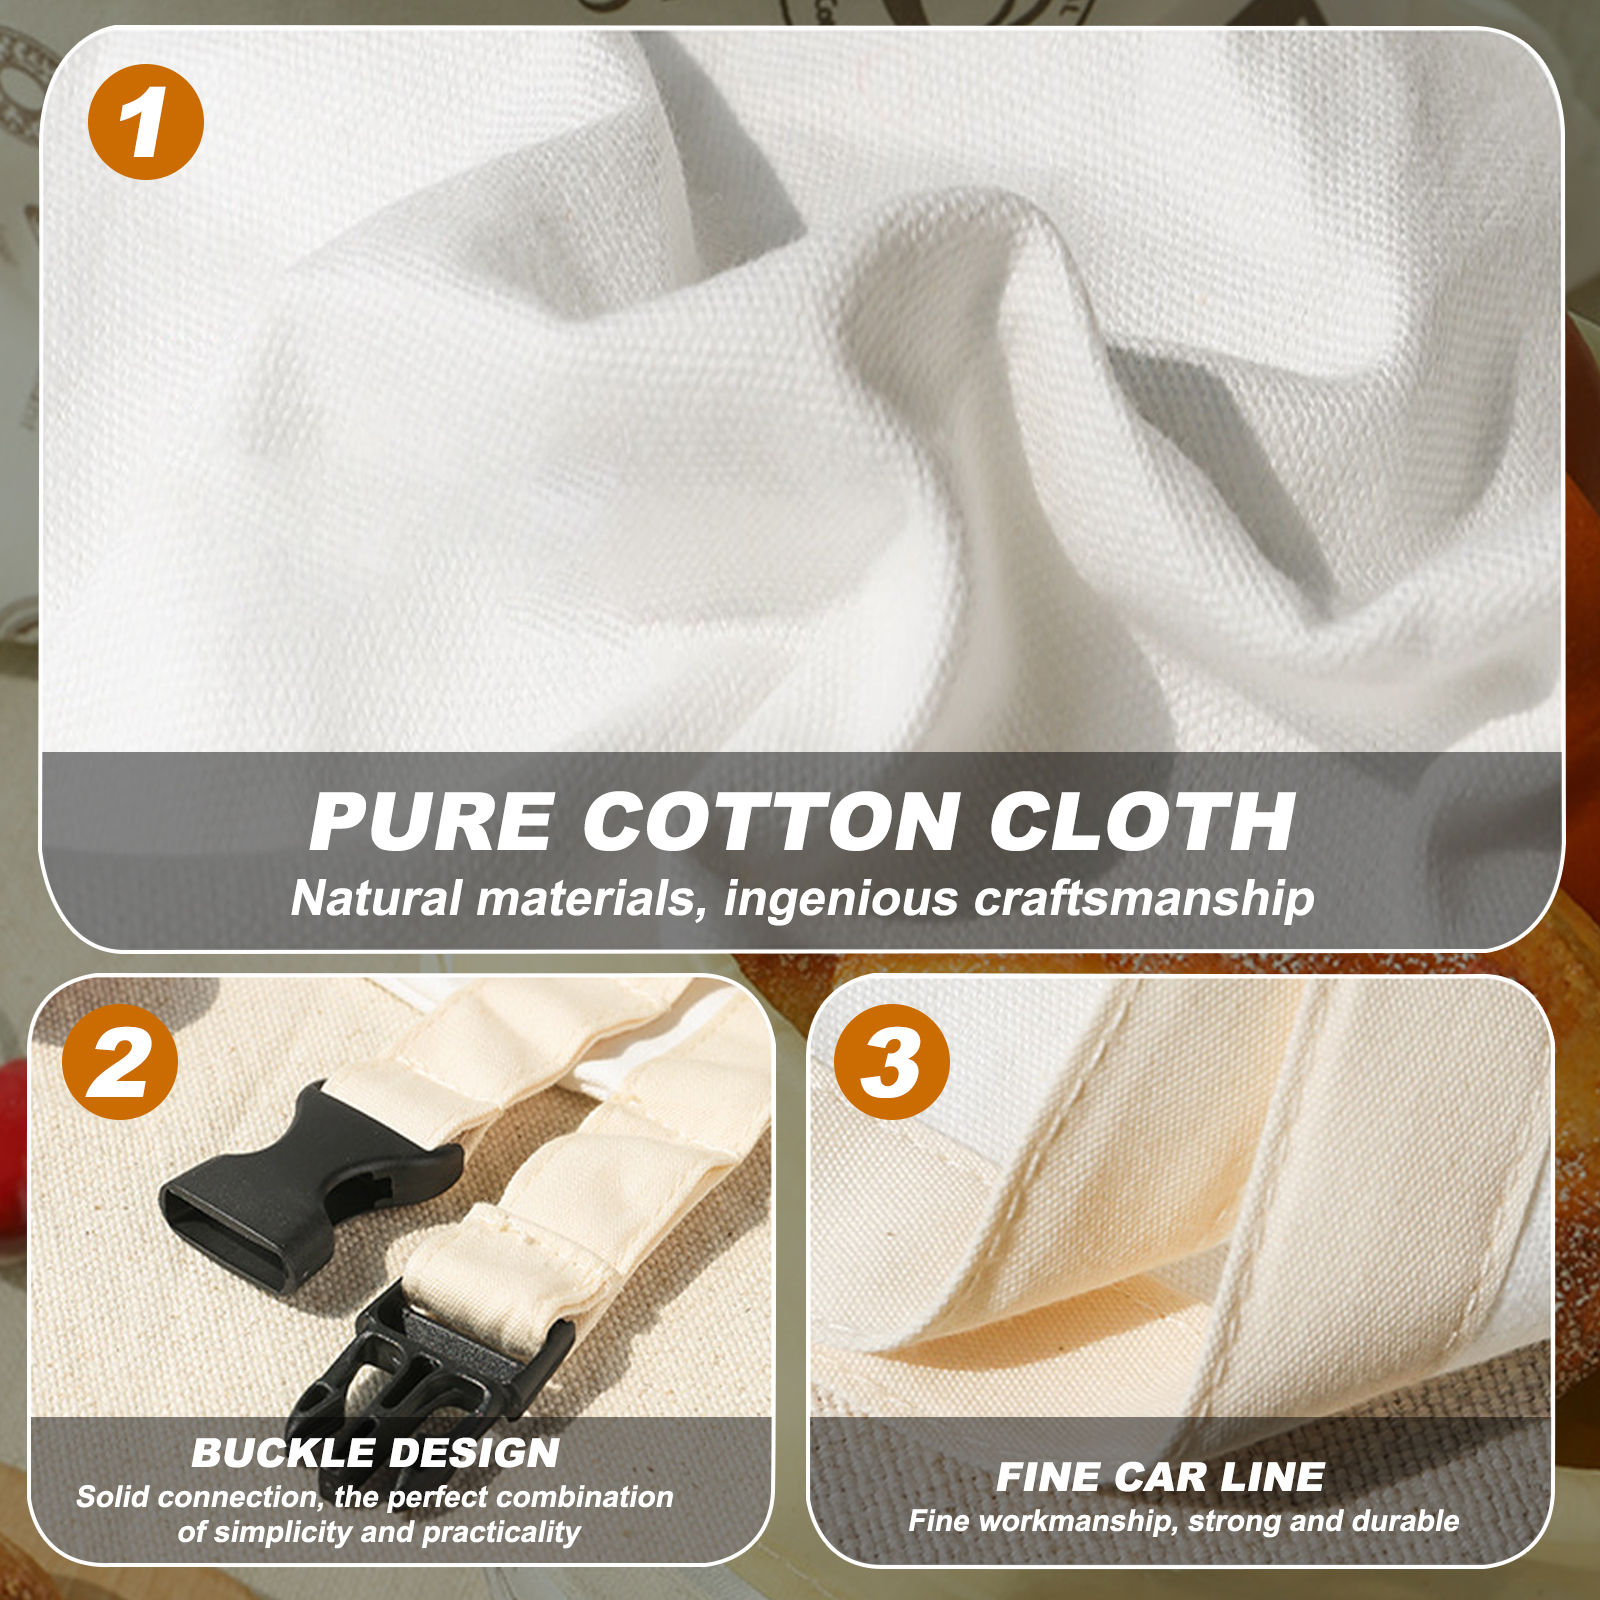 1
PURE COTTON CLOTH
Natural materials, ingenious craftsmanship
2
BUCKLE DESIGN
Solid connection, the perfect combination
of simplicity and practicality
3
FINE CAR LINE
Fine workmanship, strong and durable